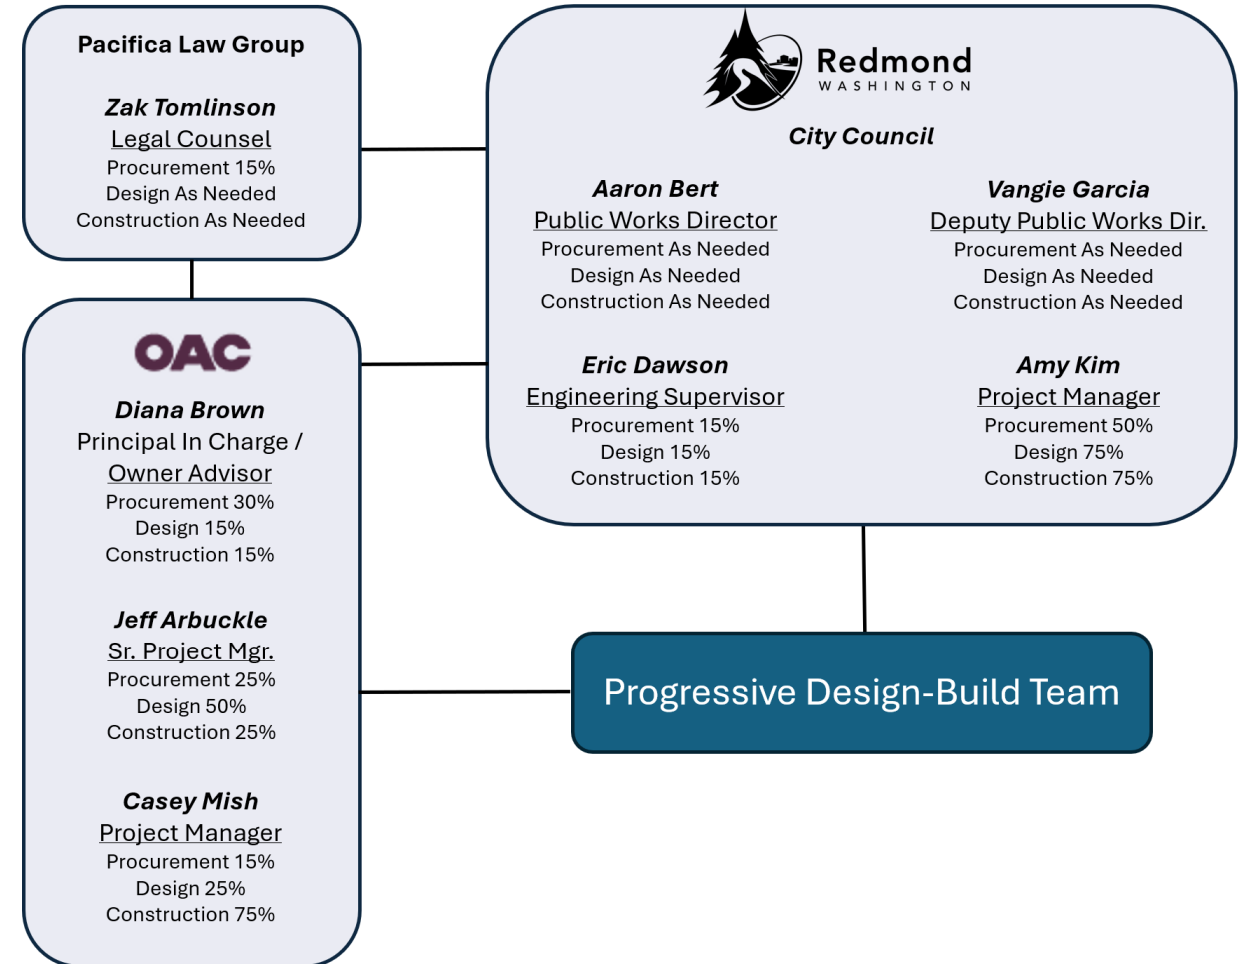 Pacifica Law Group
Zak Tomlinson
Legal Counsel
Procurement 15%
Design As Needed
Construction As Needed
Redmond
WASHINGTON
City Council
Aaron Bert
Public Works Director
Procurement As Needed
Design As Needed
Construction As Needed
Vangie Garcia
Deputy Public Works Dir.
Procurement As Needed
Design As Needed
Construction As Needed
Eric Dawson
Engineering Supervisor
Procurement 15%
Design 15%
Construction 15%
Amy Kim
Project Manager
Procurement 50%
Design 75%
Construction 75%
OAC
Diana Brown
Principal In Charge /
Owner Advisor
Procurement 30%
Design 15%
Construction 15%
Jeff Arbuckle
Sr. Project Mgr.
Procurement 25%
Design 50%
Construction 25%
Casey Mish
Project Manager
Procurement 15%
Design 25%
Construction 75%
Progressive Design-Build Team